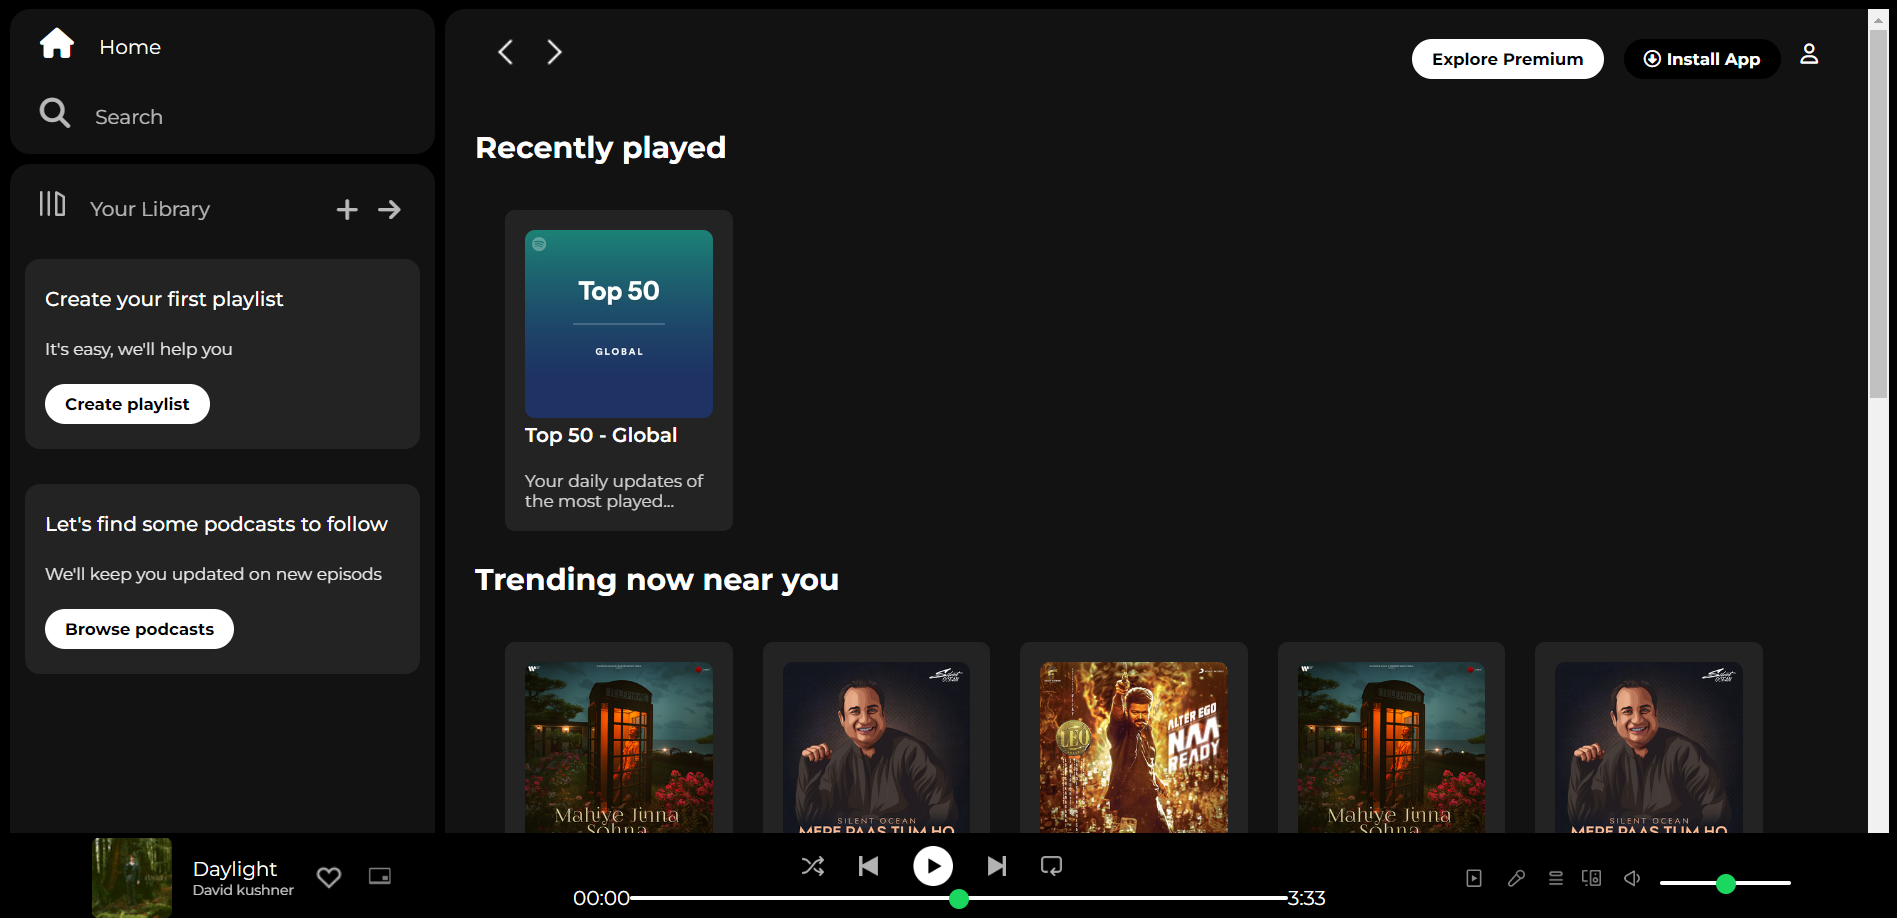 Home
Search
Your Library
Create your first playlist
It's easy, we'll help you
Create playlist
Let's find some podcasts to follow
We'll keep you updated on new episods
Browse podcasts
Explore Premium
Install App
Recently played
Top 50
GLOBAL
Top 50 - Global
Your daily updates of
the most played...
Trending now near you
Mahiye Jinna
Sohna
Silent
OCEAN
SILENT OCEAN
MERE PAAS TUM HO
LEO
ALTER EGO
NAA
READY
Mahiye Jinna
Sohna
Silent
OCEAN
SILENT OCEAN
MERE PAAS TUM HO
Daylight
David kushner
00:00
3:33